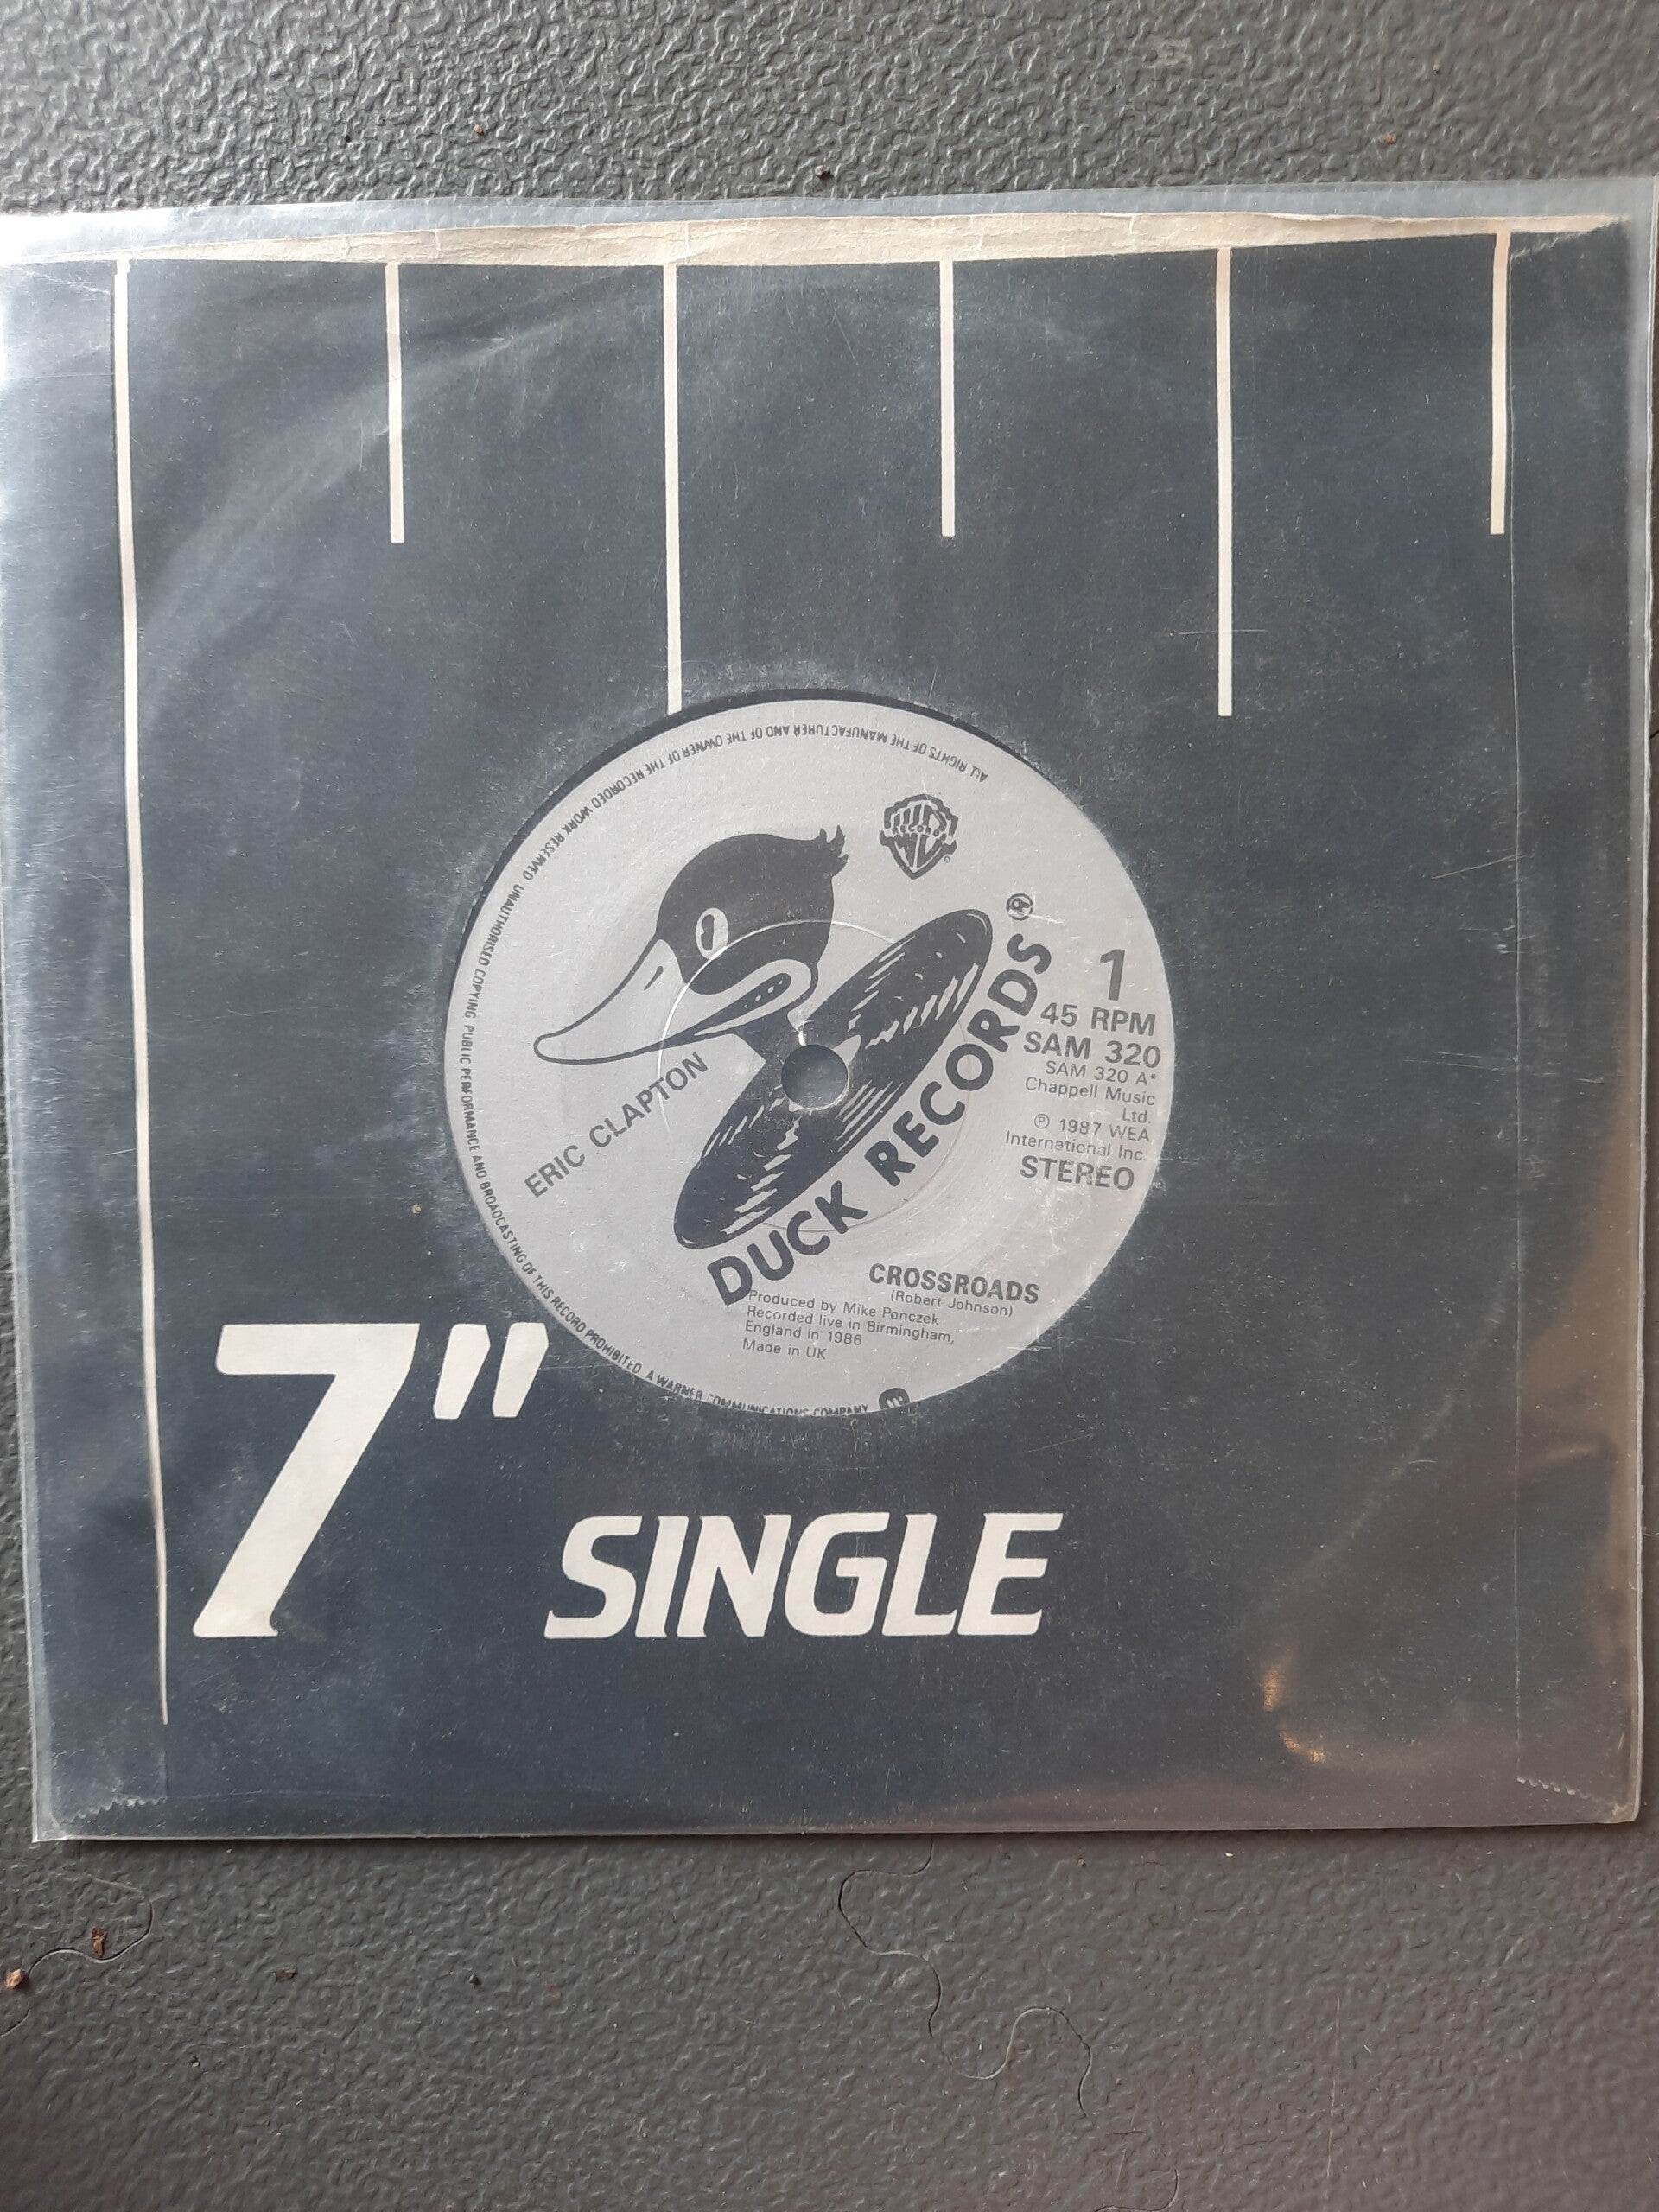 ALL RIGHTS OF THE MANUFACTURER AND OF THE OWNER OF THE RECORDED WORK RESERVED UNAUTHORISED COPYING PUBLIC PERFORMANCE AND BROADCASTING OF THIS RECORD PROHIBITED. A WARNER COMMUNICATIONS COMPANY
RECORDS
®
DUCK RECORDS®
ERIC CLAPTON
1
45 RPM
SAM 320
SAM 320 A*
Chappell Music
Ltd.
℗ 1987 WEA
International Inc.
STEREO
CROSSROADS
(Robert Johnson)
Produced by Mike Ponczek
Recorded live in Birmingham,
England in 1986
Made in UK
7" SINGLE